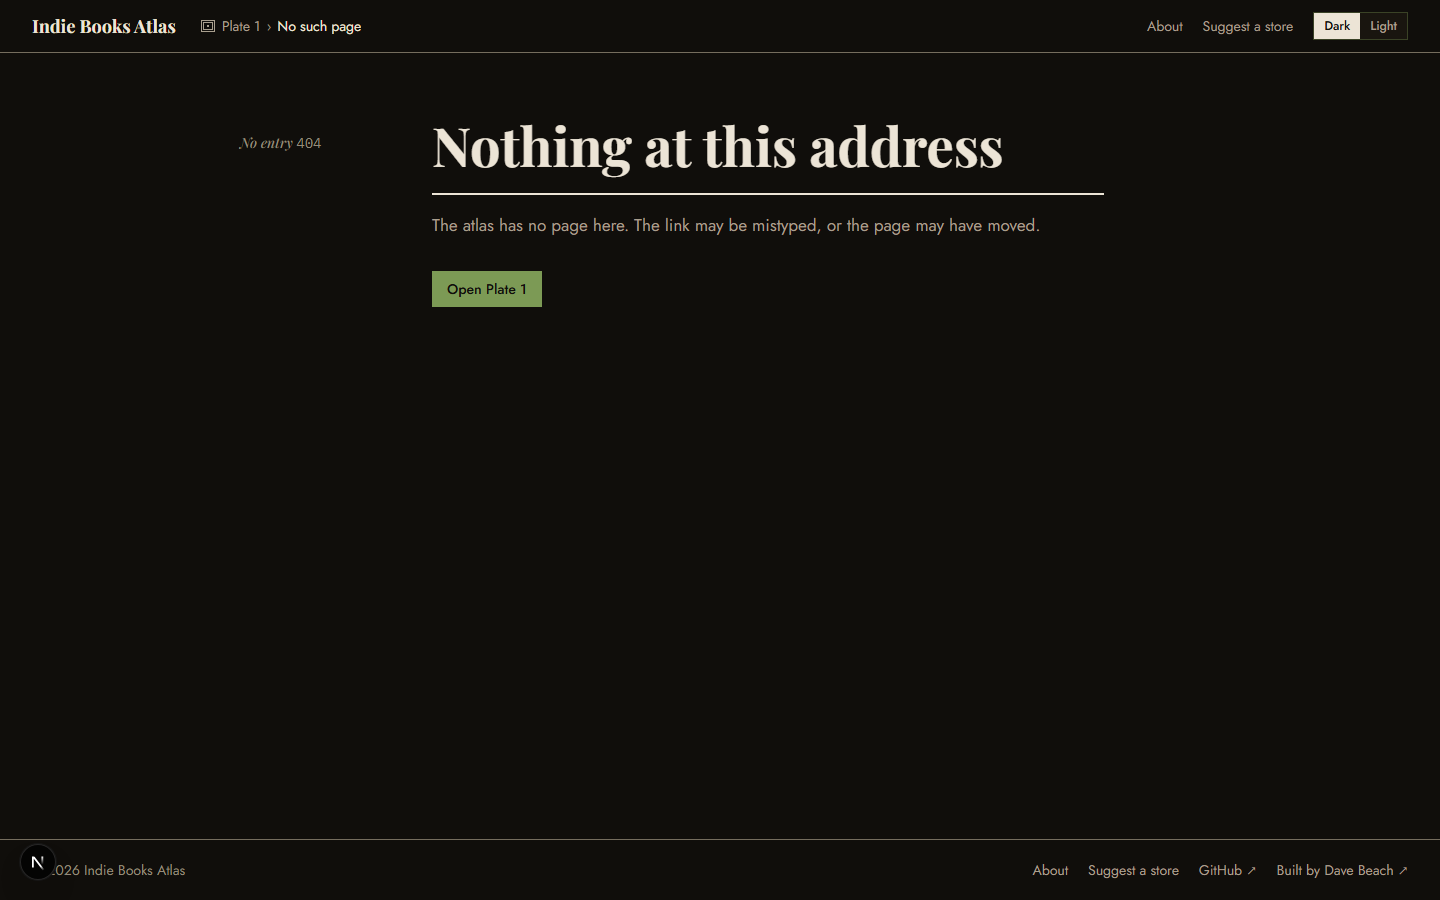 Indie Books Atlas Plate 1 › No such page About Suggest a store Dark Light
No entry 404
Nothing at this address
The atlas has no page here. The link may be mistyped, or the page may have moved.
Open Plate 1
N 2026 Indie Books Atlas About Suggest a store GitHub ↗ Built by Dave Beach ↗